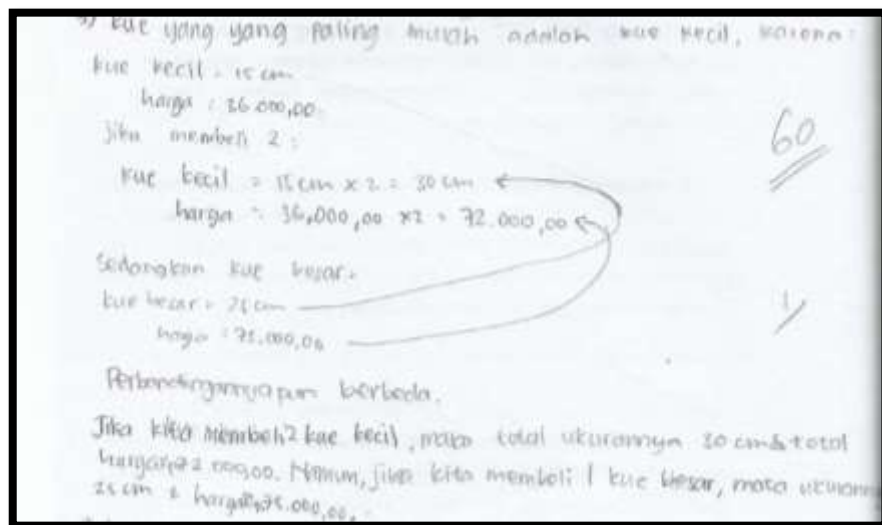 kue yang yang paling murah adalah kue kecil, karena :
kue kecil = 15 cm
harga : 36.000,00
Jika membeli 2 :
60
kue kecil = 15 cm x 2 = 30 cm
harga = 36,000,00 x2 = 72.000,00
Sedangkan kue besar.
kue besar = 25 cm
1
harga = 75.000,00
Perbandingannyapun berbeda.
Jika kita membeli 2 kue kecil, maka total ukurannya 30 cm & total
harganya 72 000,00. Namun, jika kita membeli 1 kue besar, maka ukurannya
25 cm & harga 75.000,00.